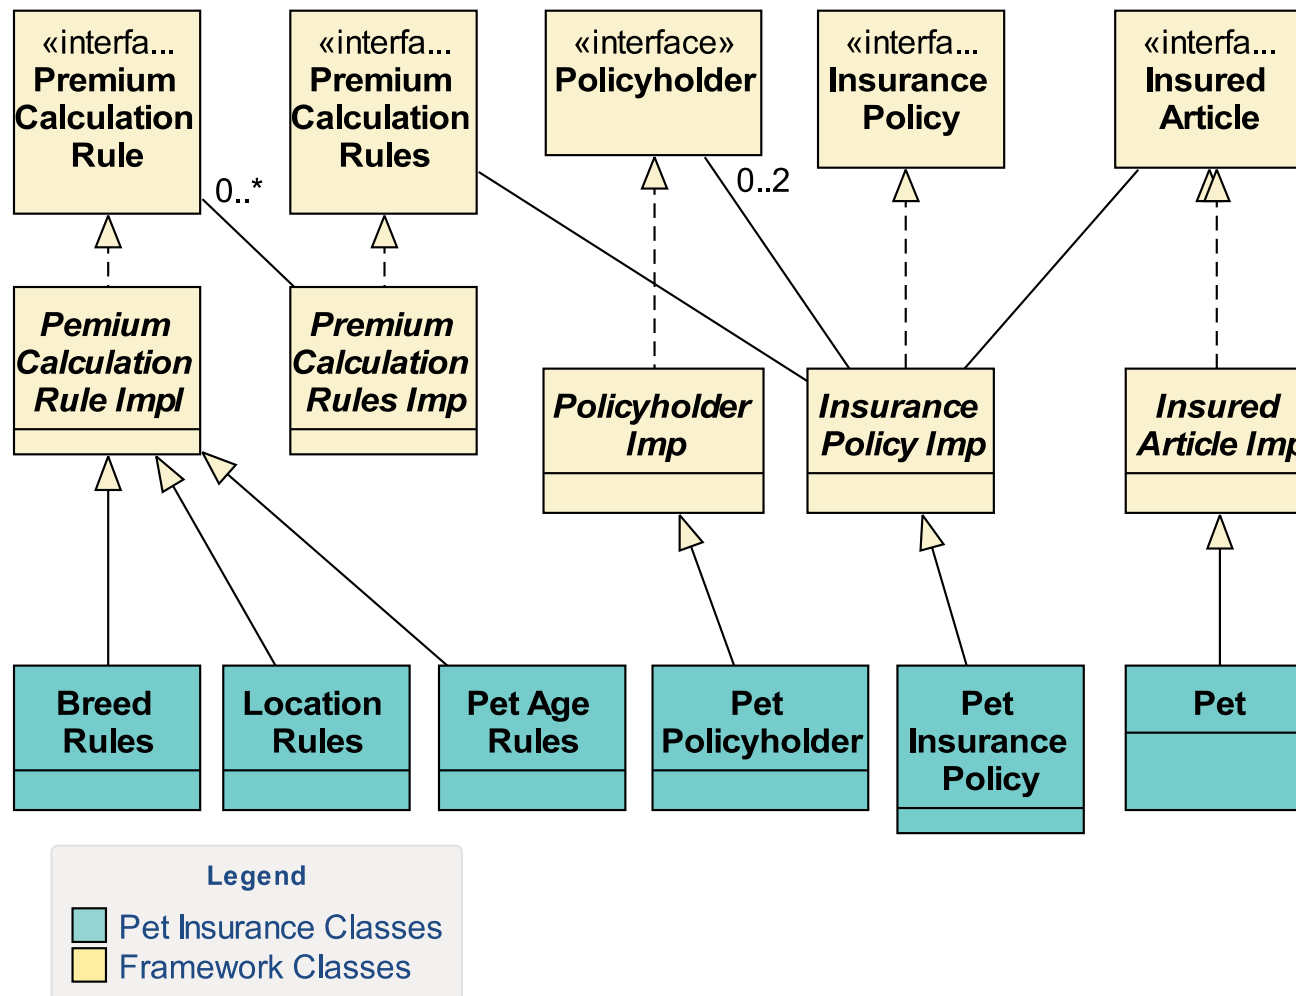 «interfa...
Premium
Calculation
Rule
«interfa...
Premium
Calculation
Rules
«interface»
Policyholder
«interfa...
Insurance
Policy
«interfa...
Insured
Article
0..*
0..2
Pemium
Calculation
Rule Impl
Premium
Calculation
Rules Imp
Policyholder
Imp
Insurance
Policy Imp
Insured
Article Imp
Breed
Rules
Location
Rules
Pet Age
Rules
Pet
Policyholder
Pet
Insurance
Policy
Pet
Legend
Pet Insurance Classes
Framework Classes